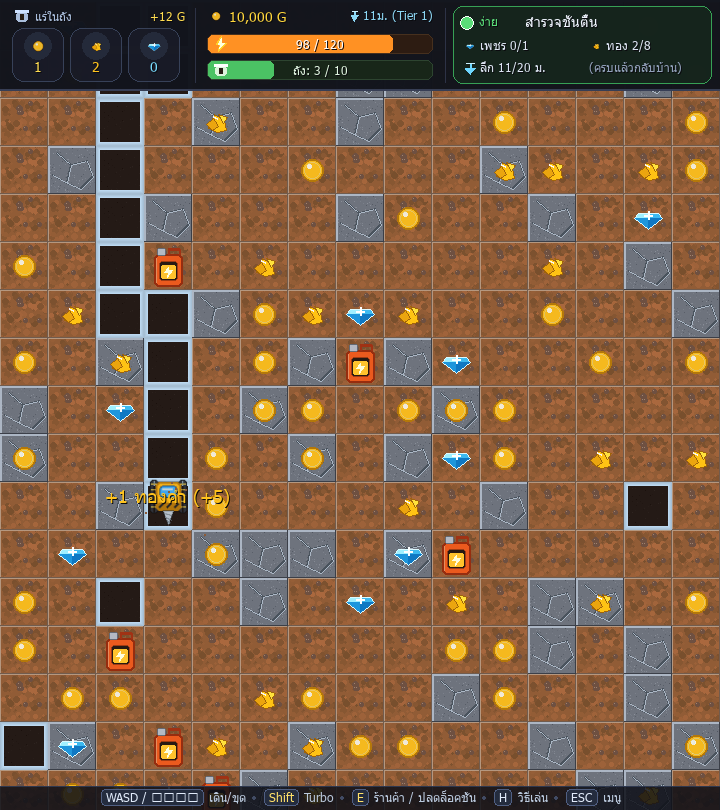 แร่ในถัง +12 G
1 2 0
10,000 G 11ม. (Tier 1)
98 / 120
ถัง: 3 / 10
ง่าย สำรวจชั้นตื้น
เพชร 0/1 ทอง 2/8
ลึก 11/20 ม. (ครบแล้วกลับบ้าน)
+1 ทองคำ (+5)
WASD / □□□□ เดิน/ขุด • Shift Turbo • E ร้านค้า / ปลดล็อคชั้น • H วิธีเล่น • ESC เมนู